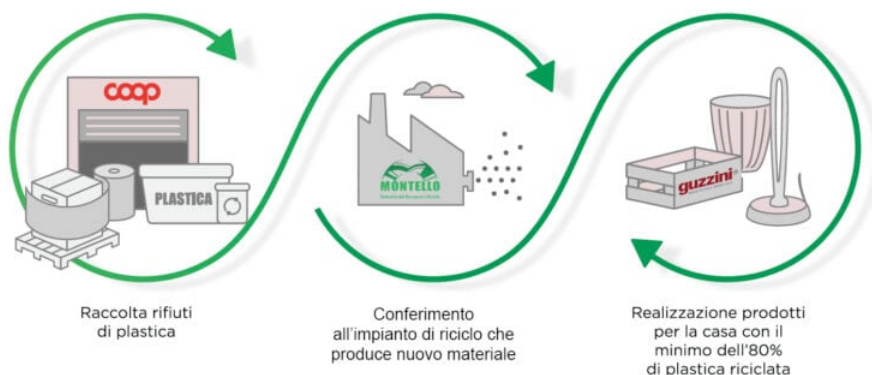 coop
PLASTICA
Raccolta rifiuti
di plastica
MONTELLO
Conferimento
all'impianto di riciclo che
produce nuovo materiale
guzzini
Realizzazione prodotti
per la casa con il
minimo dell'80%
di plastica riciclata